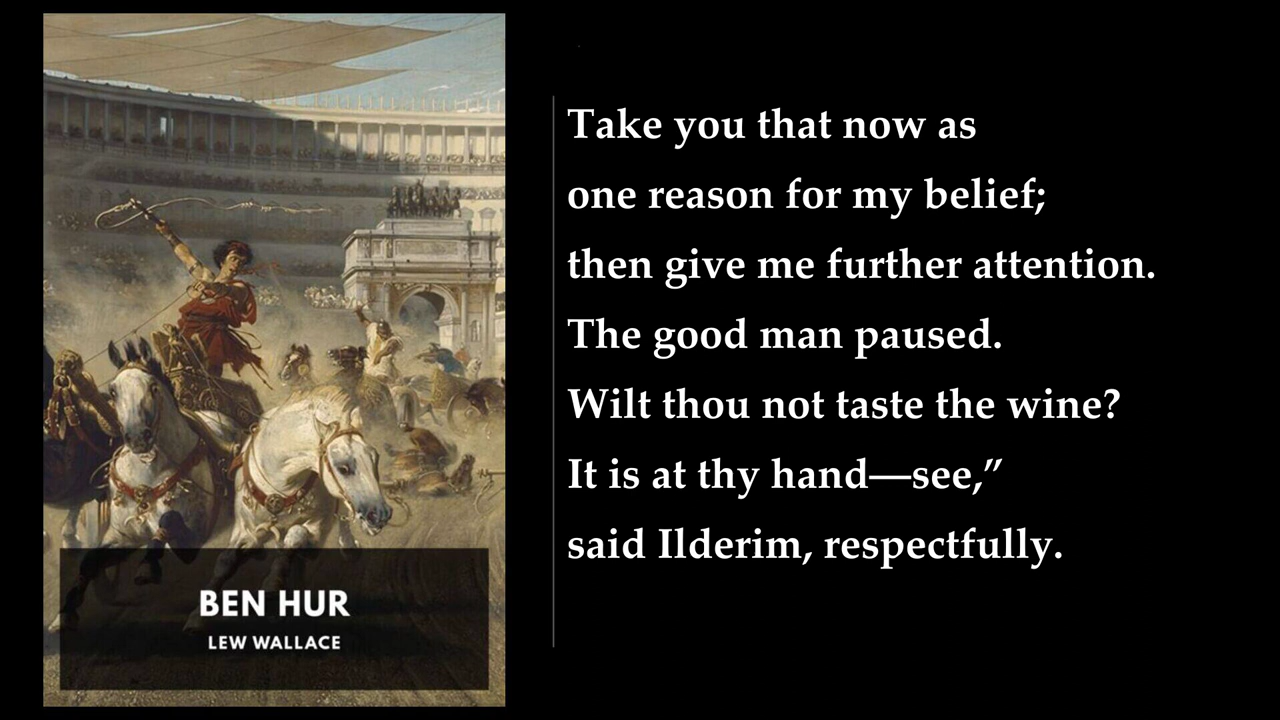 BEN HUR
LEW WALLACE
Take you that now as
one reason for my belief;
then give me further attention.
The good man paused.
Wilt thou not taste the wine?
It is at thy hand—see,”
said Ilderim, respectfully.